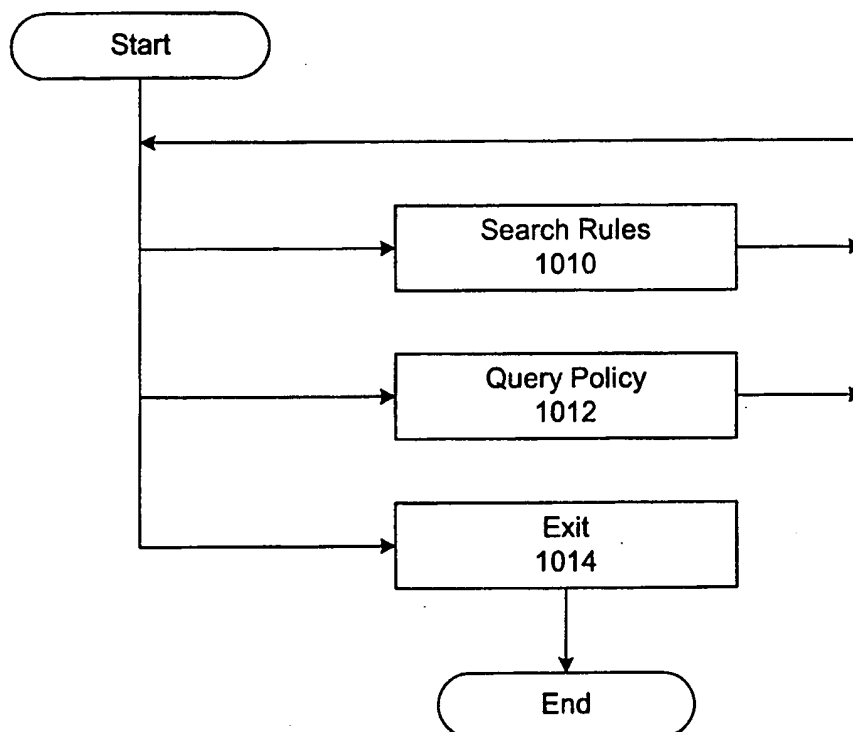 Start
Search Rules
1010
Query Policy
1012
Exit
1014
End